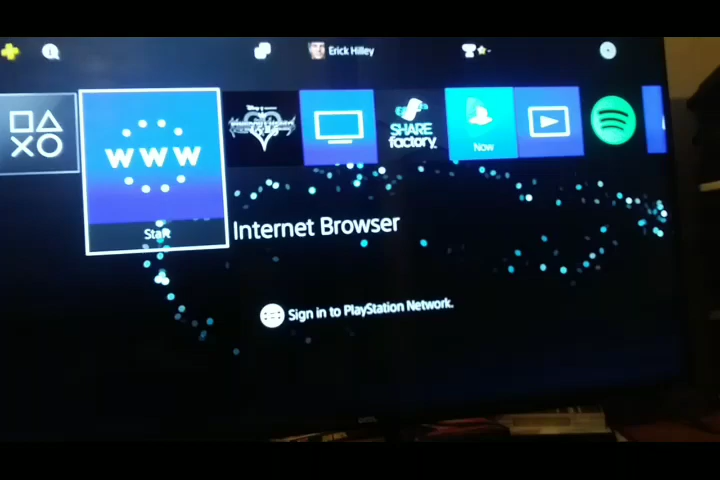 Erick Hilley
WWW
Start
SHARE
factory
Now
Internet Browser
Sign in to PlayStation Network.